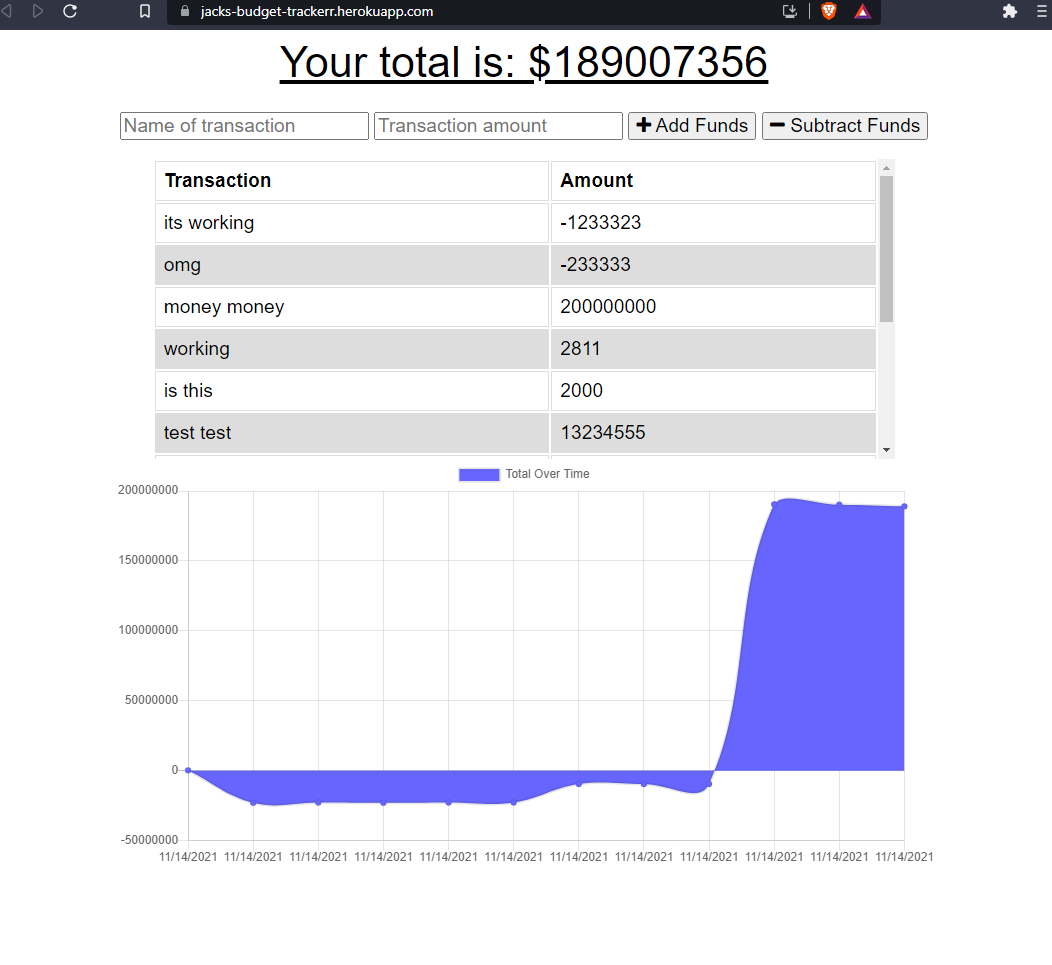 jacks-budget-trackerr.herokuapp.com
Your total is: $189007356
Name of transaction Transaction amount Add Funds Subtract Funds
Transaction Amount
its working -1233323
omg -233333
money money 200000000
working 2811
is this 2000
test test 13234555
Total Over Time
200000000
150000000
100000000
50000000
0
-50000000
11/14/2021 11/14/2021 11/14/2021 11/14/2021 11/14/2021 11/14/2021 11/14/2021 11/14/2021 11/14/2021 11/14/2021 11/14/2021 11/14/2021